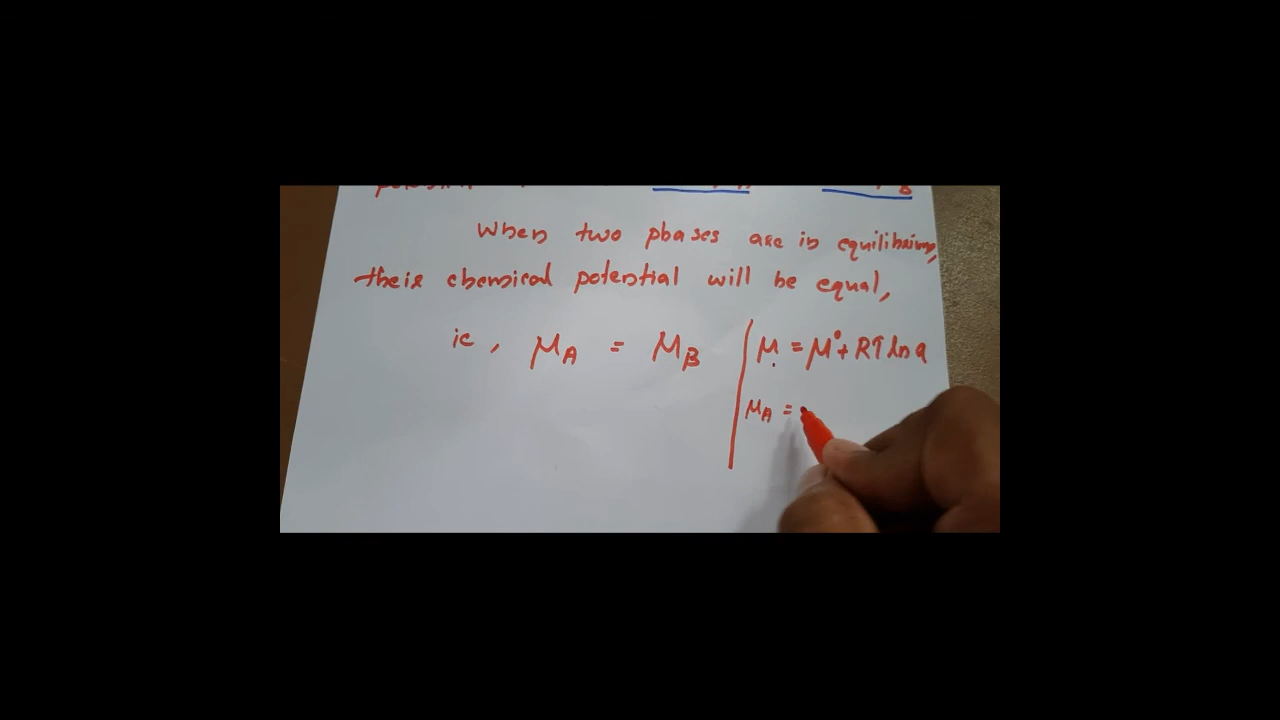 When two phases are in equilibrium,
their chemical potential will be equal,
ie, μA = μB
μ = μ° + RT ln a
μA =